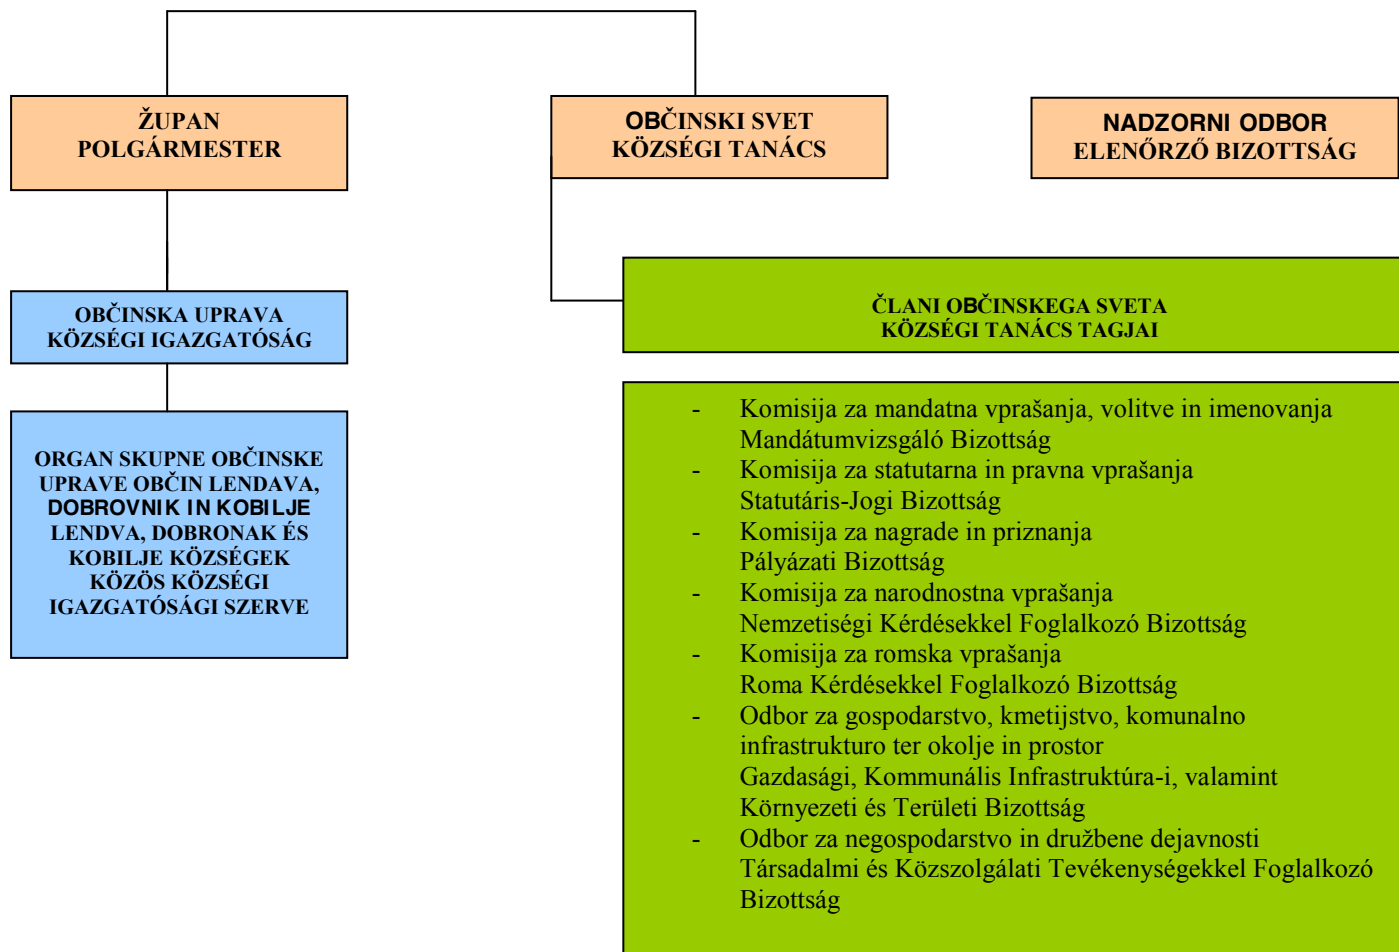 ŽUPAN
POLGÁRMESTER
OBČINSKI SVET
KÖZSÉGI TANÁCS
NADZORNI ODBOR
ELENŐRZŐ BIZOTTSÁG
OBČINSKA UPRAVA
KÖZSÉGI IGAZGATÓSÁG
ORGAN SKUPNE OBČINSKE
UPRAVE OBČIN LENDAVA,
DOBROVNIK IN KOBILJE
LENDVA, DOBRONAK ÉS
KOBILJE KÖZSÉGEK
KÖZÖS KÖZSÉGI
IGAZGATÓSÁGI SZERVE
ČLANI OBČINSKEGA SVETA
KÖZSÉGI TANÁCS TAGJAI
- Komisija za mandatna vprašanja, volitve in imenovanja
Mandátumvizsgáló Bizottság
- Komisija za statutarna in pravna vprašanja
Statutáris-Jogi Bizottság
- Komisija za nagrade in priznanja
Pályázati Bizottság
- Komisija za narodnostna vprašanja
Nemzetiségi Kérdésekkel Foglalkozó Bizottság
- Komisija za romska vprašanja
Roma Kérdésekkel Foglalkozó Bizottság
- Odbor za gospodarstvo, kmetijstvo, komunalno
infrastrukturo ter okolje in prostor
Gazdasági, Kommunális Infrastruktúra-i, valamint
Környezeti és Területi Bizottság
- Odbor za negospodarstvo in družbene dejavnosti
Társadalmi és Közszolgálati Tevékenységekkel Foglalkozó
Bizottság